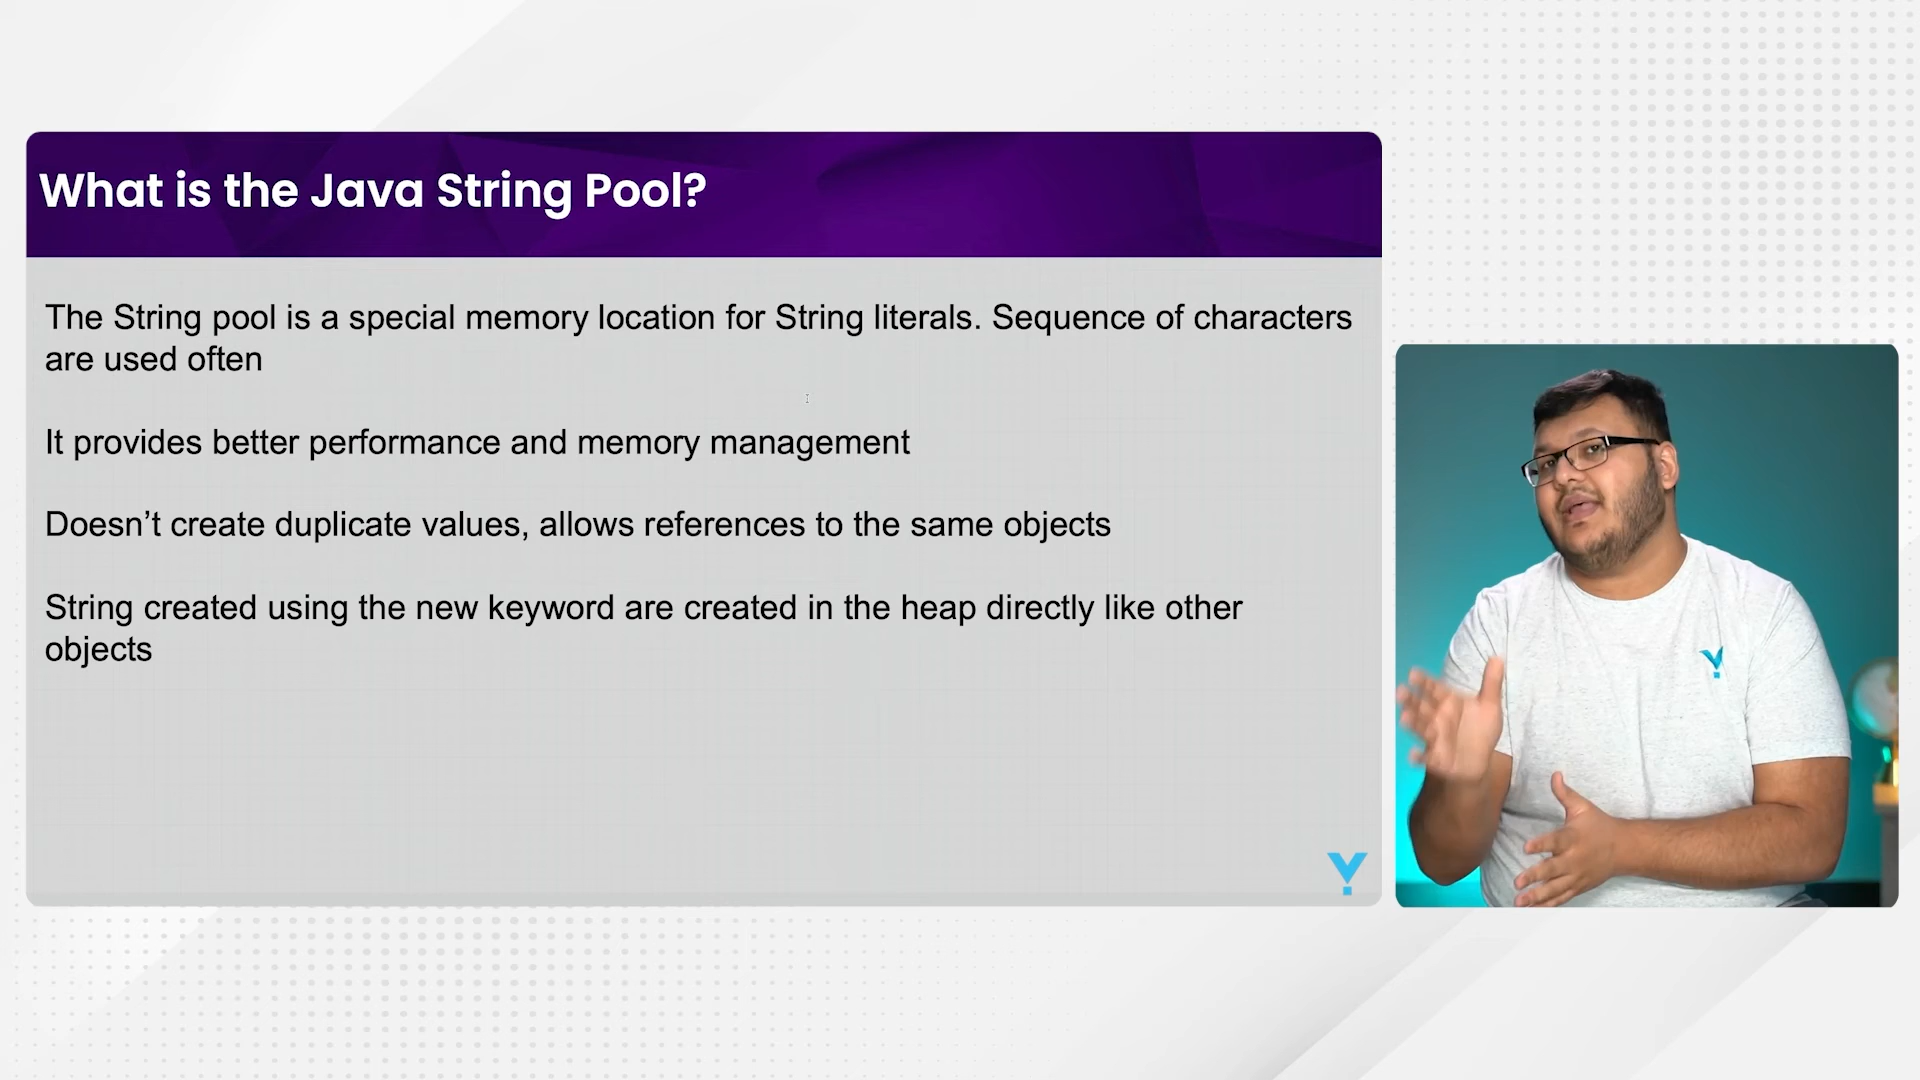 What is the Java String Pool?
The String pool is a special memory location for String literals. Sequence of characters
are used often
It provides better performance and memory management
Doesn’t create duplicate values, allows references to the same objects
String created using the new keyword are created in the heap directly like other
objects